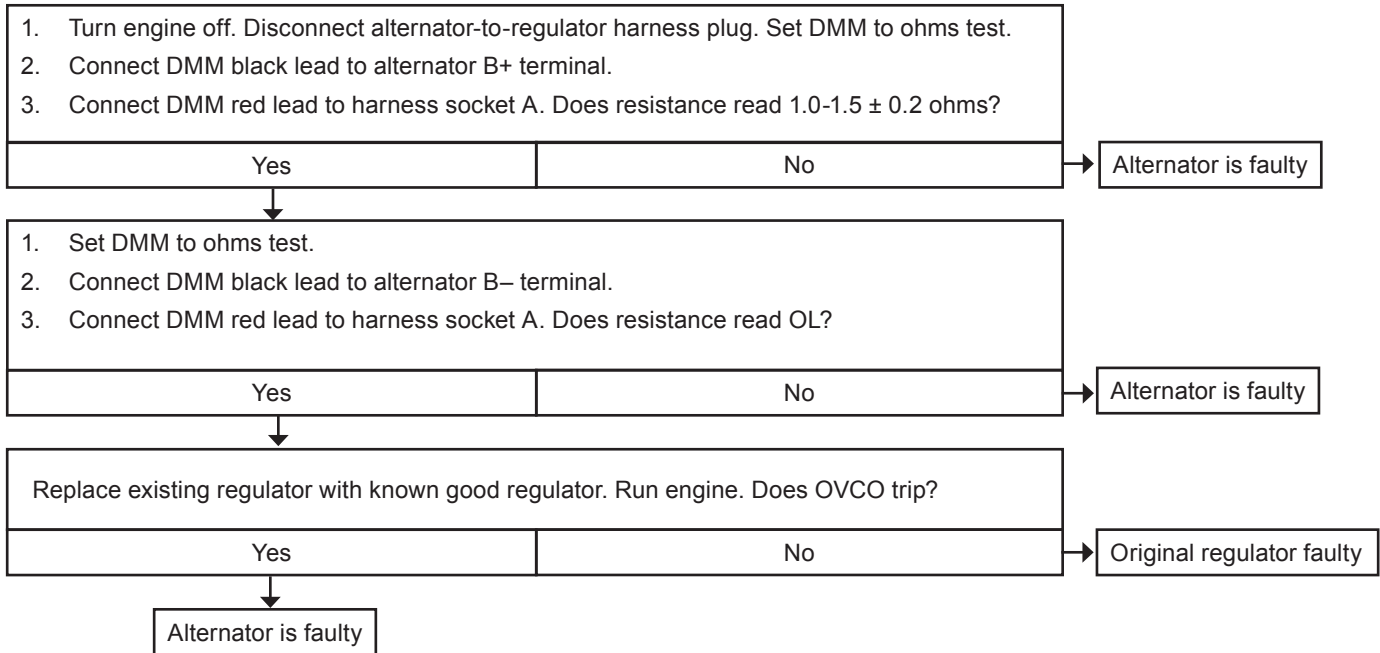 1. Turn engine off. Disconnect alternator-to-regulator harness plug. Set DMM to ohms test.
2. Connect DMM black lead to alternator B+ terminal.
3. Connect DMM red lead to harness socket A. Does resistance read 1.0-1.5 ± 0.2 ohms?
Yes
No
Alternator is faulty
1. Set DMM to ohms test.
2. Connect DMM black lead to alternator B– terminal.
3. Connect DMM red lead to harness socket A. Does resistance read OL?
Yes
No
Alternator is faulty
Replace existing regulator with known good regulator. Run engine. Does OVCO trip?
Yes
No
Original regulator faulty
Alternator is faulty